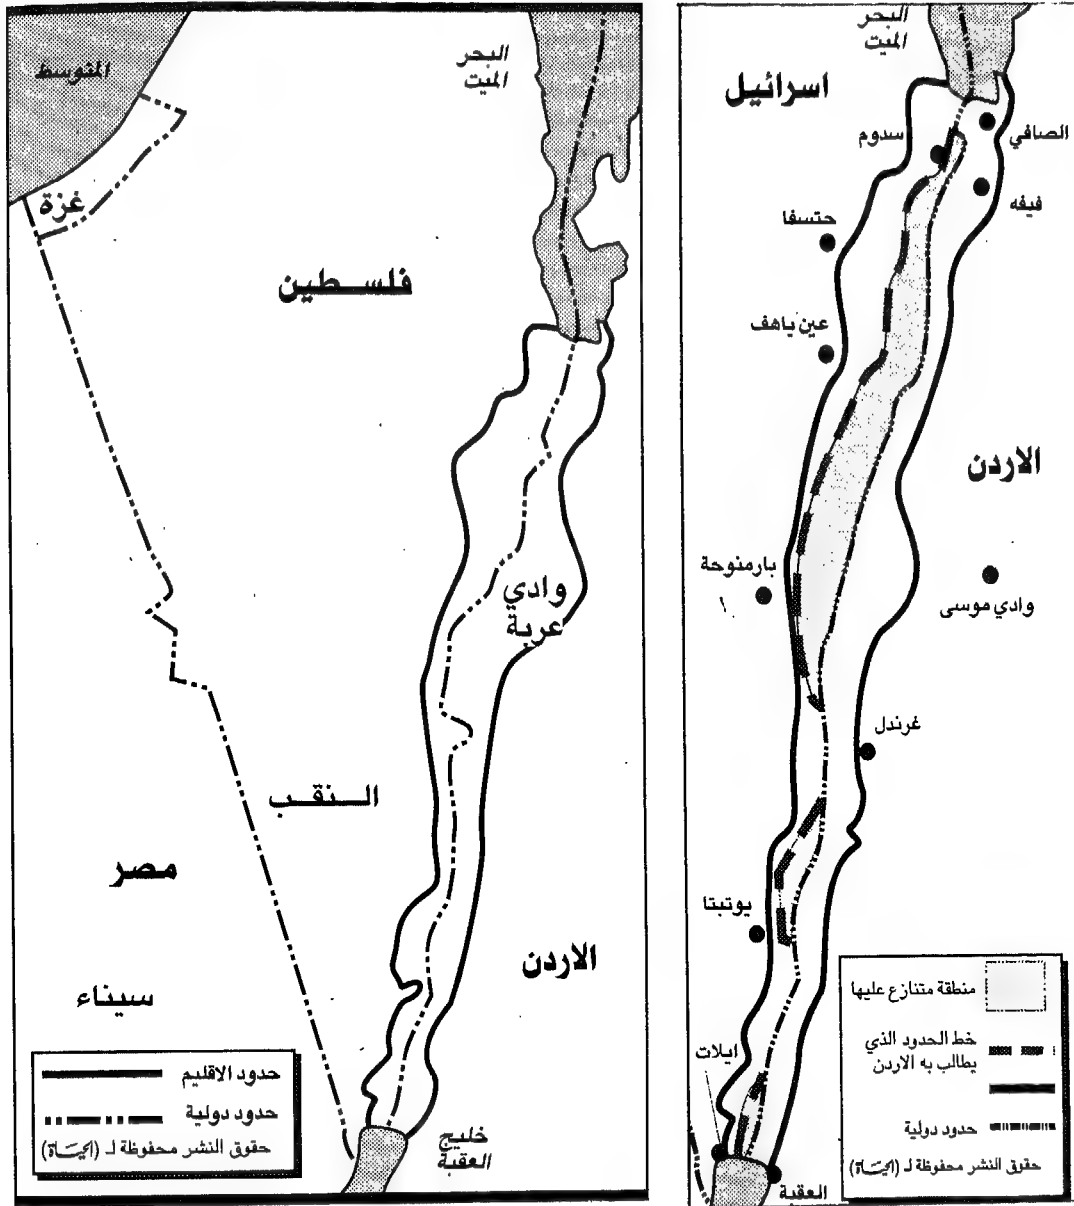 المتوسط
البحر
الميت
غزة
فلسطين
وادي
عربة
النقب
مصر
سيناء
الاردن
خليج
العقبة
حدود الاقليم
حدود دولية
حقوق النشر محفوظة لـ (الحياة)
البحر
الميت
اسرائيل
الصافي
سدوم
فيفه
حتسفا
عين ياهف
الاردن
بارمنوحة
وادي موسى
غرندل
يوتبتا
ايلات
العقبة
منطقة متنازع عليها
خط الحدود الذي
يطالب به الاردن
حدود دولية
حقوق النشر محفوظة لـ (الحياة)